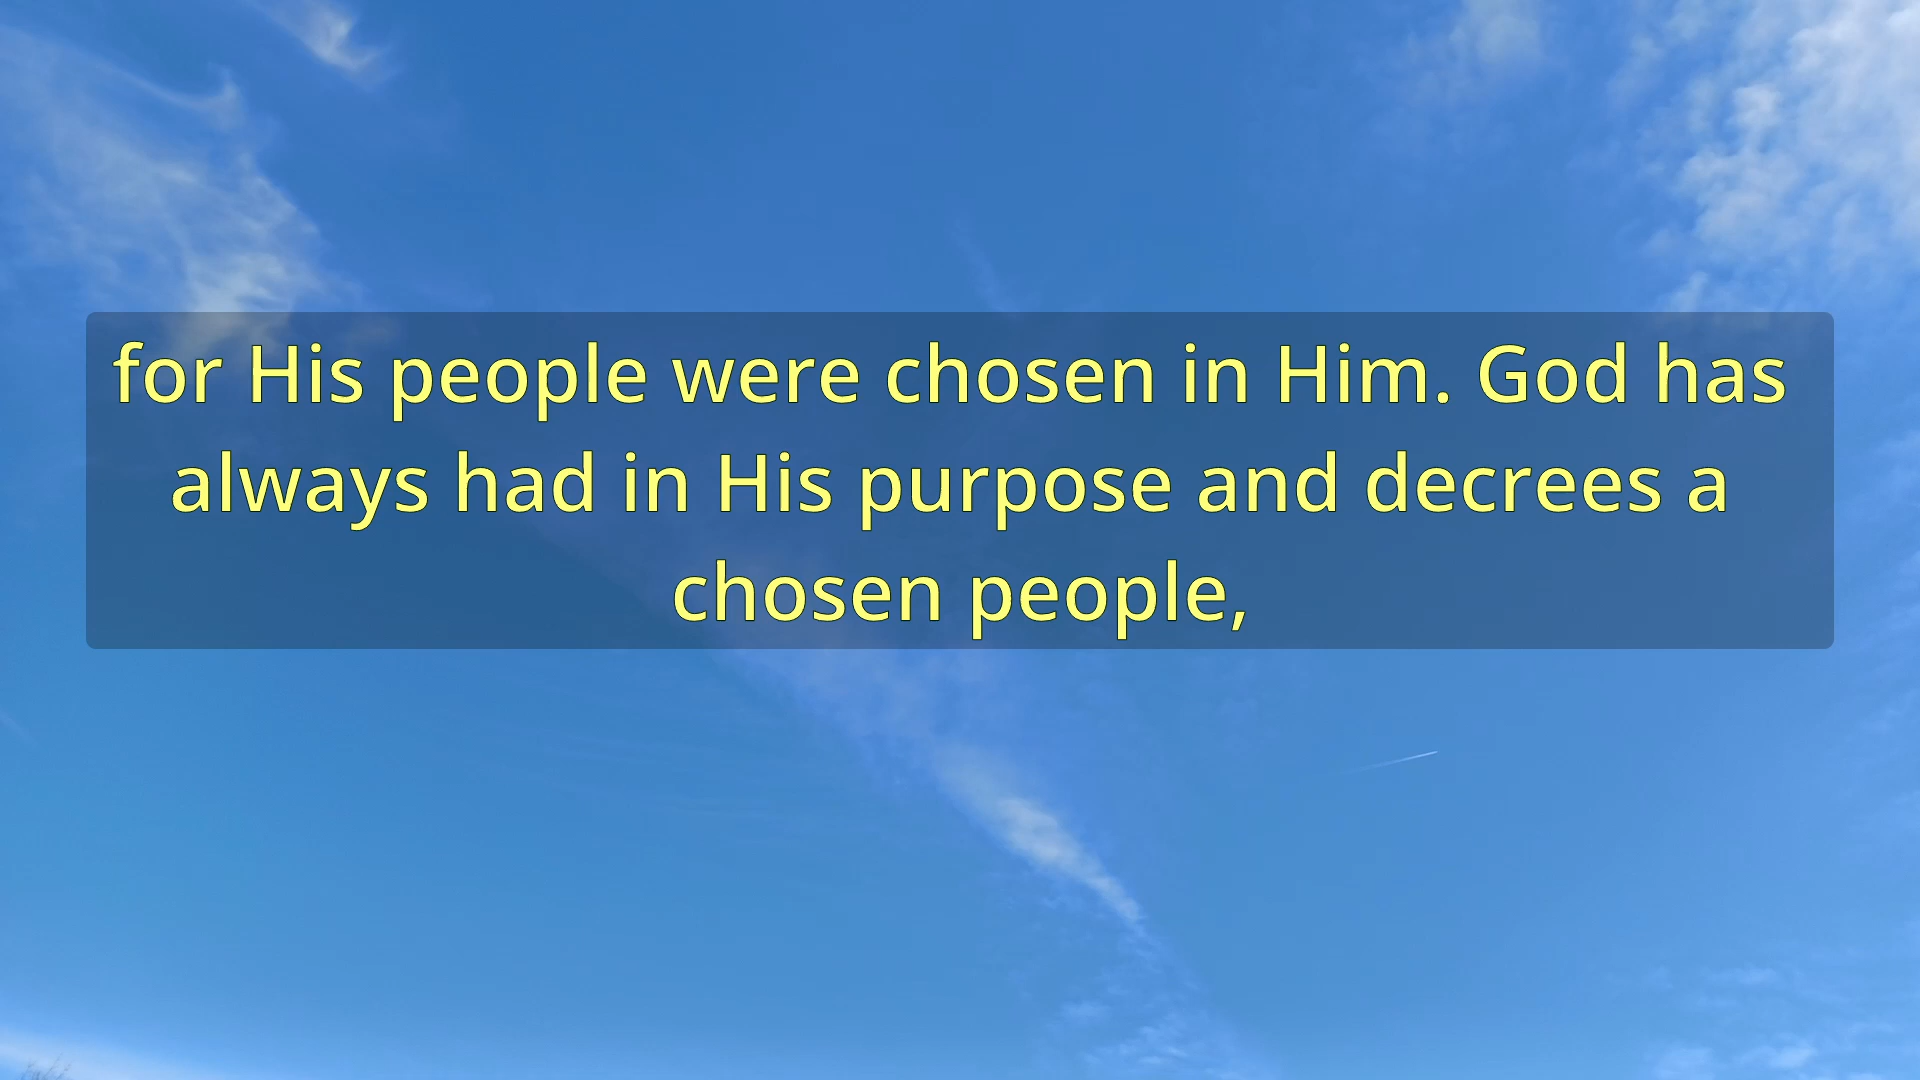 for His people were chosen in Him. God has
always had in His purpose and decrees a
chosen people,